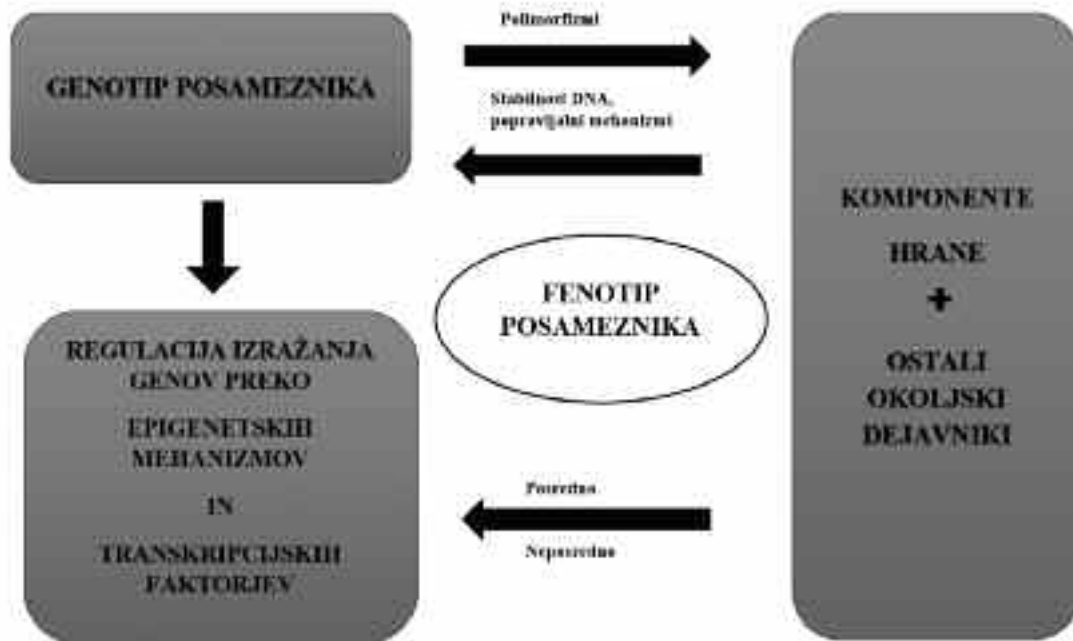 GENOTIP POSAMEZNIKA
Polimorfizmi
Stabilnost DNA,
popravljalni mehanizmi
KOMPONENTE
HRANE
+
OSTALI
OKOLJSKI
DEJAVNIKI
FENOTIP
POSAMEZNIKA
REGULACIJA IZRAŽANJA
GENOV PREKO
EPIGENETSKIH
MEHANIZMOV
IN
TRANSKRIPCIJSKIH
FAKTORJEV
Posredno
Neposredno